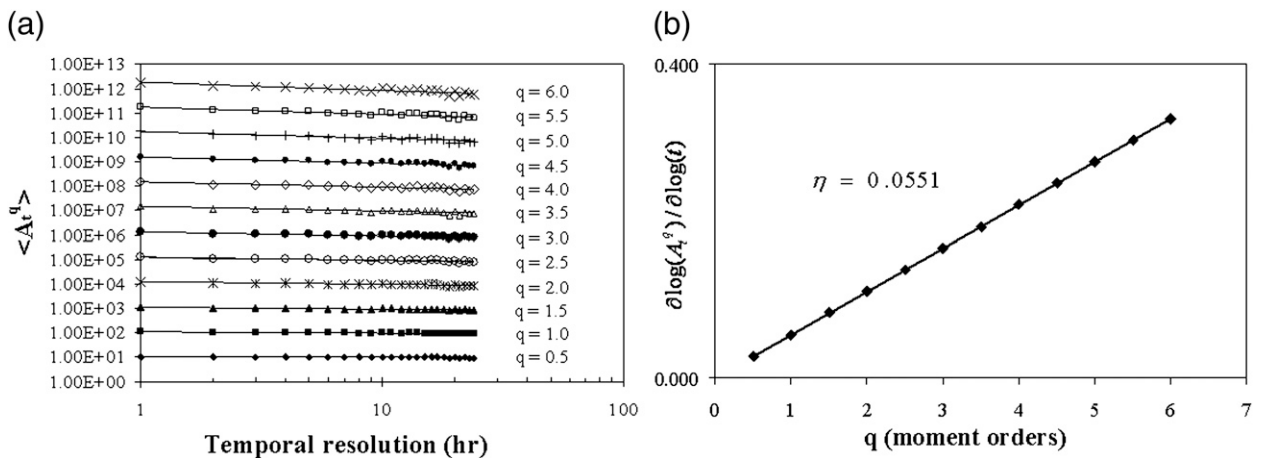 (a)
<A_t^q>
1.00E+13
1.00E+12
1.00E+11
1.00E+10
1.00E+09
1.00E+08
1.00E+07
1.00E+06
1.00E+05
1.00E+04
1.00E+03
1.00E+02
1.00E+01
1.00E+00
q = 6.0
q = 5.5
q = 5.0
q = 4.5
q = 4.0
q = 3.5
q = 3.0
q = 2.5
q = 2.0
q = 1.5
q = 1.0
q = 0.5
1 10 100
Temporal resolution (hr)
(b)
∂log(A_t^q) / ∂log(t)
0.400
0.000
η = 0.0551
0 1 2 3 4 5 6 7
q (moment orders)